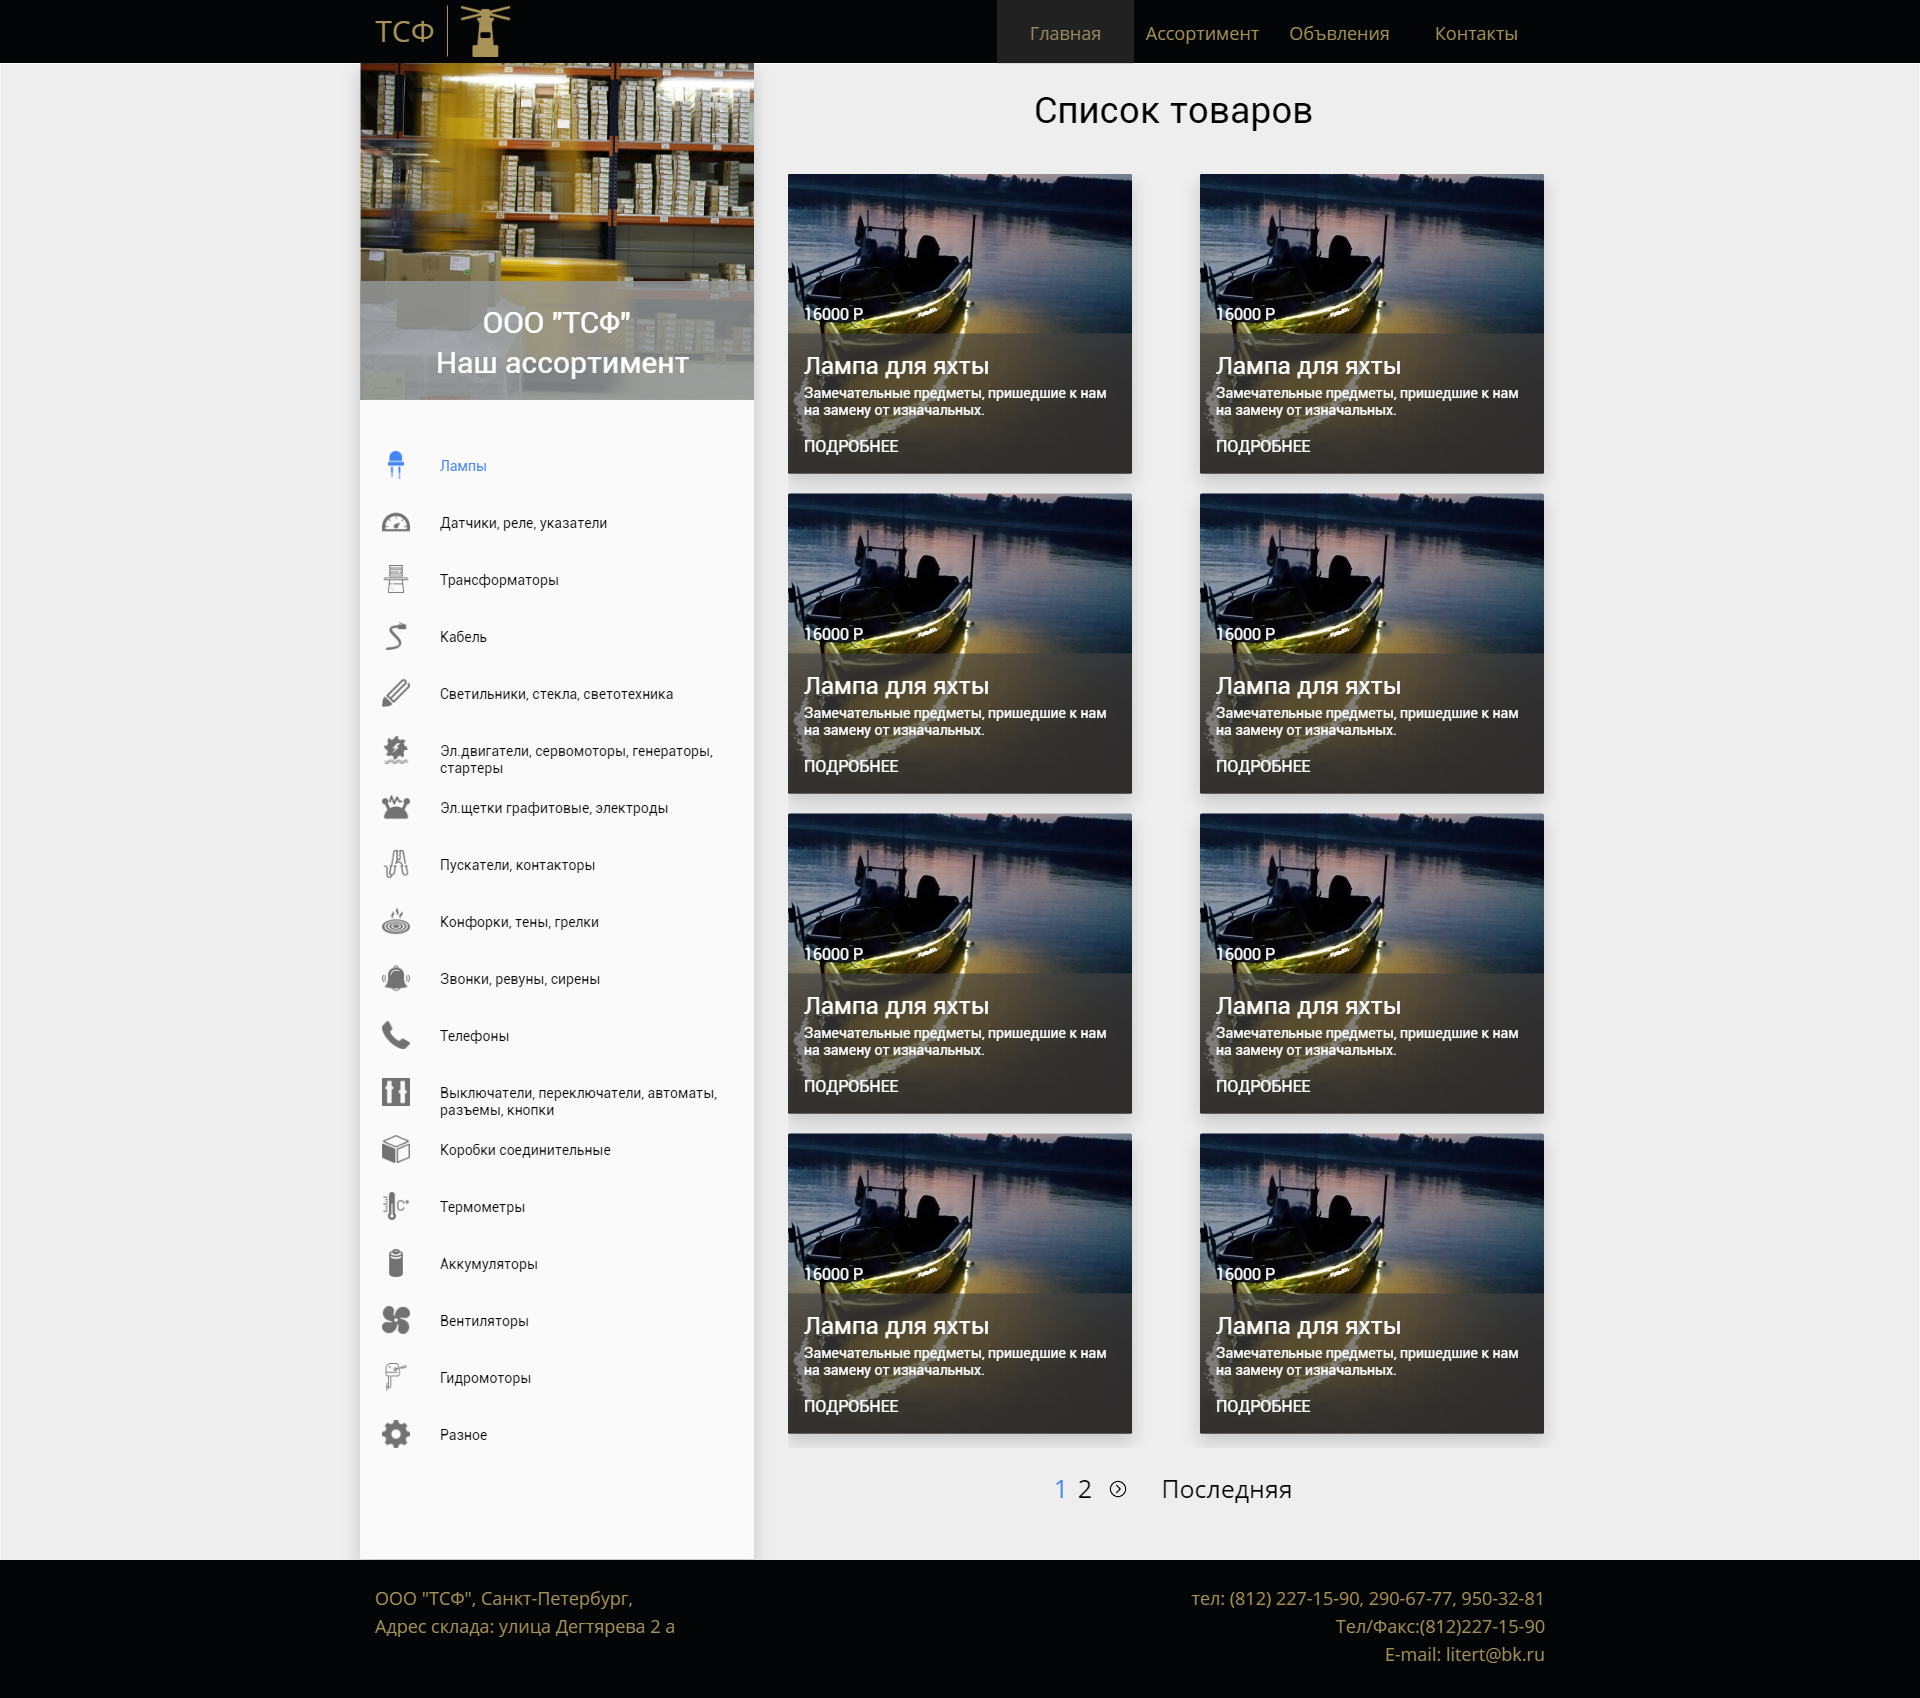 ТСФ
Главная
Ассортимент
Объвления
Контакты
ООО "ТСФ"
Наш ассортимент
Лампы
Датчики, реле, указатели
Трансформаторы
Кабель
Светильники, стекла, светотехника
Эл.двигатели, сервомоторы, генераторы,
стартеры
Эл.щетки графитовые, электроды
Пускатели, контакторы
Конфорки, тены, грелки
Звонки, ревуны, сирены
Телефоны
Выключатели, переключатели, автоматы,
разъемы, кнопки
Коробки соединительные
Термометры
Аккумуляторы
Вентиляторы
Гидромоторы
Разное
Список товаров
16000 Р.
Лампа для яхты
Замечательные предметы, пришедшие к нам
на замену от изначальных.
ПОДРОБНЕЕ
16000 Р.
Лампа для яхты
Замечательные предметы, пришедшие к нам
на замену от изначальных.
ПОДРОБНЕЕ
16000 Р.
Лампа для яхты
Замечательные предметы, пришедшие к нам
на замену от изначальных.
ПОДРОБНЕЕ
16000 Р.
Лампа для яхты
Замечательные предметы, пришедшие к нам
на замену от изначальных.
ПОДРОБНЕЕ
16000 Р.
Лампа для яхты
Замечательные предметы, пришедшие к нам
на замену от изначальных.
ПОДРОБНЕЕ
16000 Р.
Лампа для яхты
Замечательные предметы, пришедшие к нам
на замену от изначальных.
ПОДРОБНЕЕ
16000 Р.
Лампа для яхты
Замечательные предметы, пришедшие к нам
на замену от изначальных.
ПОДРОБНЕЕ
16000 Р.
Лампа для яхты
Замечательные предметы, пришедшие к нам
на замену от изначальных.
ПОДРОБНЕЕ
1 2 Последняя
ООО "ТСФ", Санкт-Петербург,
Адрес склада: улица Дегтярева 2 а
тел: (812) 227-15-90, 290-67-77, 950-32-81
Тел/Факс:(812)227-15-90
E-mail: litert@bk.ru